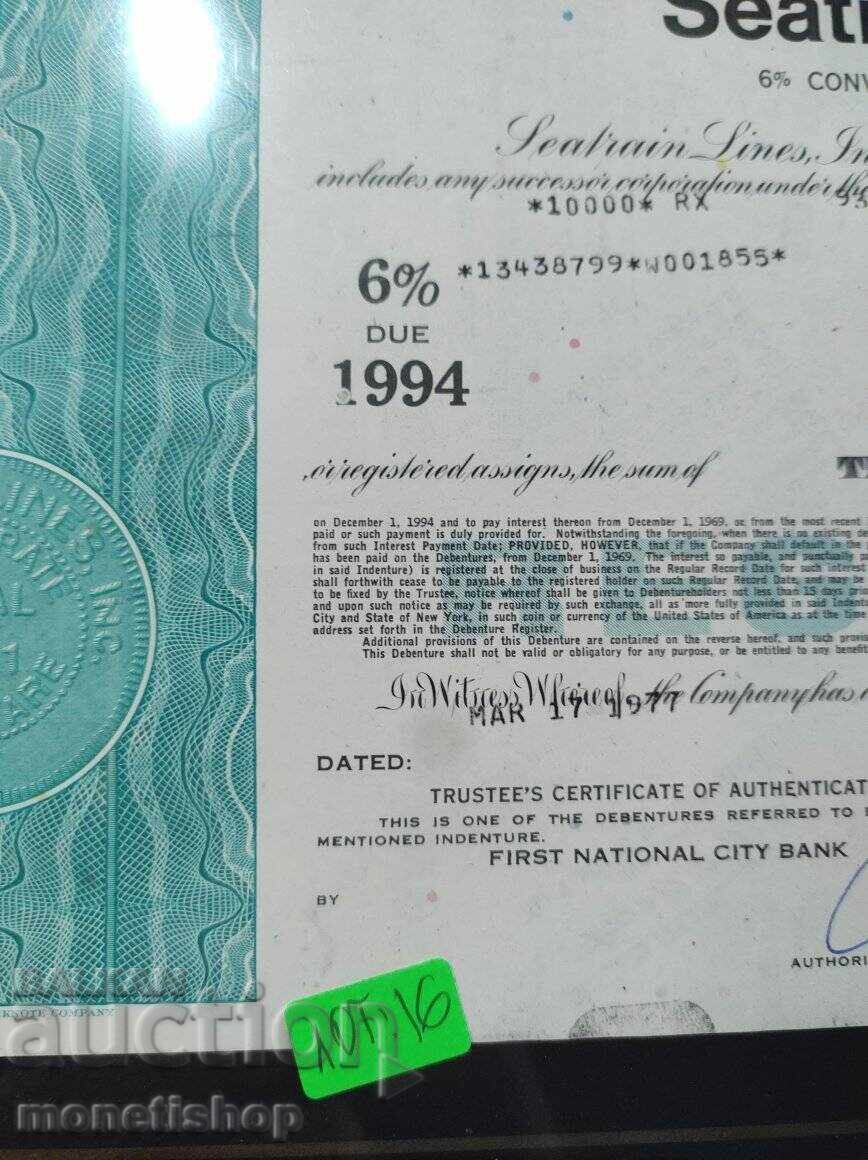 Seat
6% CONV
Seatrain Lines, In
includes any successor corporation under the
*10000* RX
6% *13438799*W001855*
DUE
1994
or registered assigns, the sum of T
on December 1, 1994 and to pay interest thereon from December 1, 1969, or from the most recent
paid or such payment is duly provided for. Notwithstanding the foregoing, when there is no existing de
from such Interest Payment Date; PROVIDED, HOWEVER, that if the Company shall default in the
has been paid on the Debentures, from December 1, 1969. The interest so payable, and punctually
in said Indenture) is registered at the close of business on the Regular Record Date for such interest
shall forthwith cease to be payable to the registered holder on such Regular Record Date, and may be
to be fixed by the Trustee, notice whereof shall be given to Debentureholders not less than 15 days prio
and upon such notice as may be required by such exchange, all as more fully provided in said Inden
City and State of New York, in such coin or currency of the United States of America as at the time
address set forth in the Debenture Register.
Additional provisions of this Debenture are contained on the reverse hereof, and such prov
This Debenture shall not be valid or obligatory for any purpose, or be entitled to any benefi
In Witness Whereof, the Company has
MAR 17 1977
DATED:
TRUSTEE'S CERTIFICATE OF AUTHENTICAT
THIS IS ONE OF THE DEBENTURES REFERRED TO
MENTIONED INDENTURE.
FIRST NATIONAL CITY BANK
BY
AUTHORI
KNOTE COMPANY
BALKAN
auction
16
monetishop